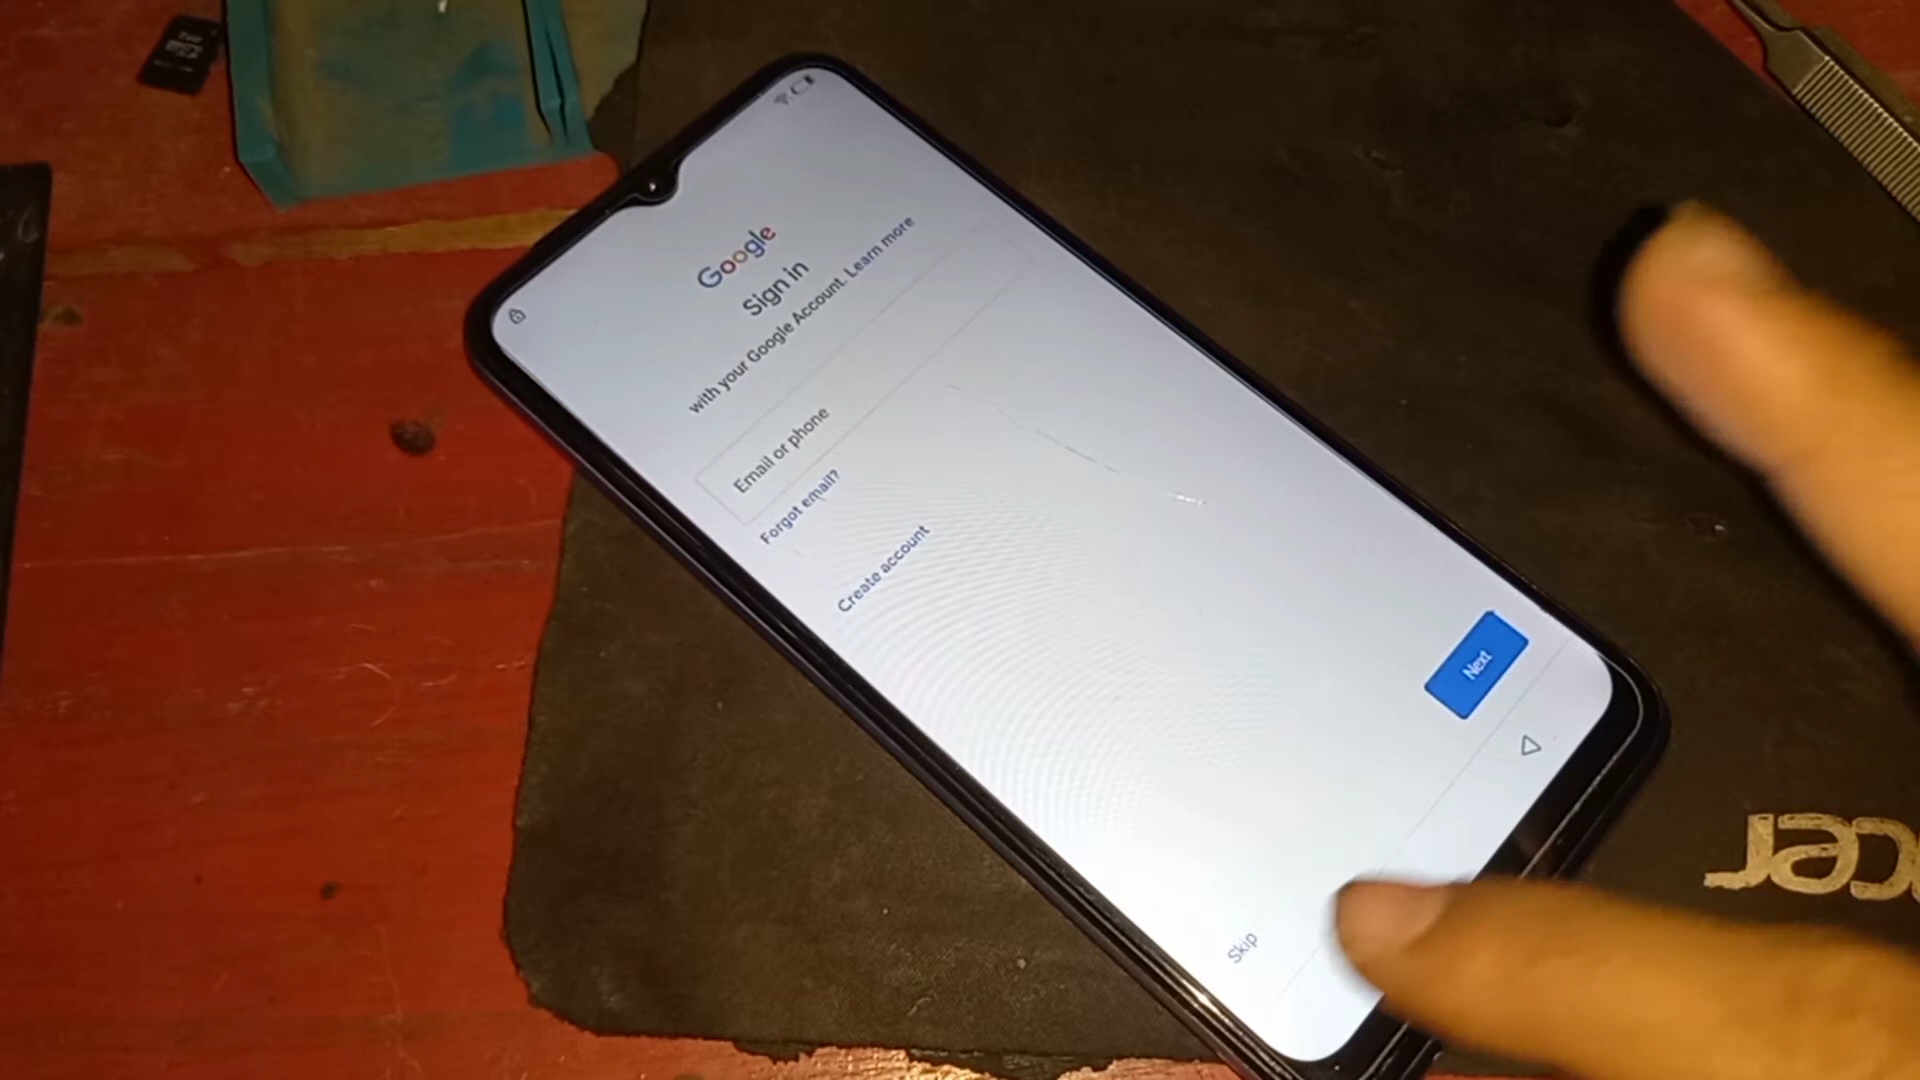 Google
Sign in
with your Google Account. Learn more
Email or phone
Forgot email?
Create account
Next
Skip
acer